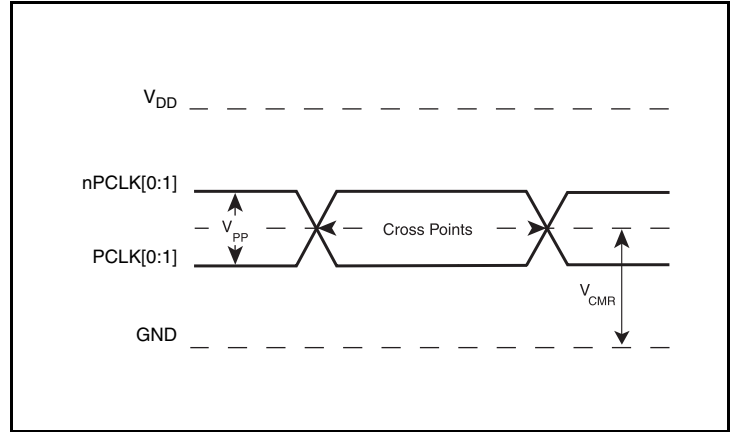 VDD
nPCLK[0:1]
VPP
Cross Points
PCLK[0:1]
VCMR
GND